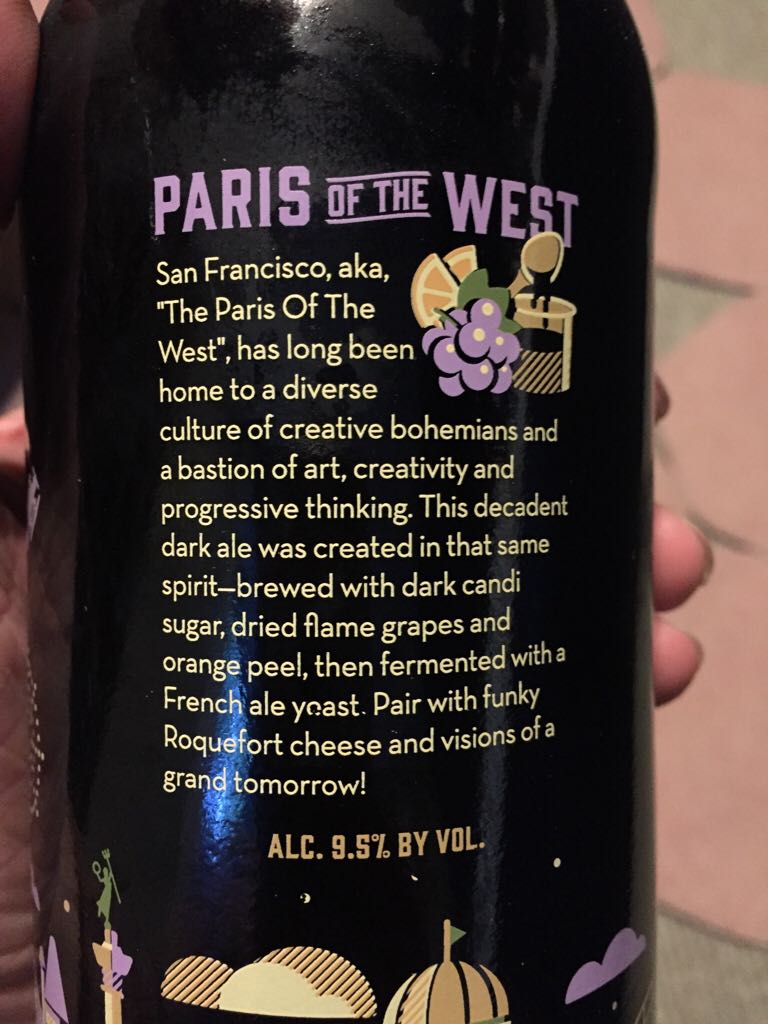 PARIS OF THE WEST
San Francisco, aka,
"The Paris Of The
West", has long been
home to a diverse
culture of creative bohemians and
a bastion of art, creativity and
progressive thinking. This decadent
dark ale was created in that same
spirit—brewed with dark candi
sugar, dried flame grapes and
orange peel, then fermented with a
French ale yeast. Pair with funky
Roquefort cheese and visions of a
grand tomorrow!
ALC. 9.5% BY VOL.